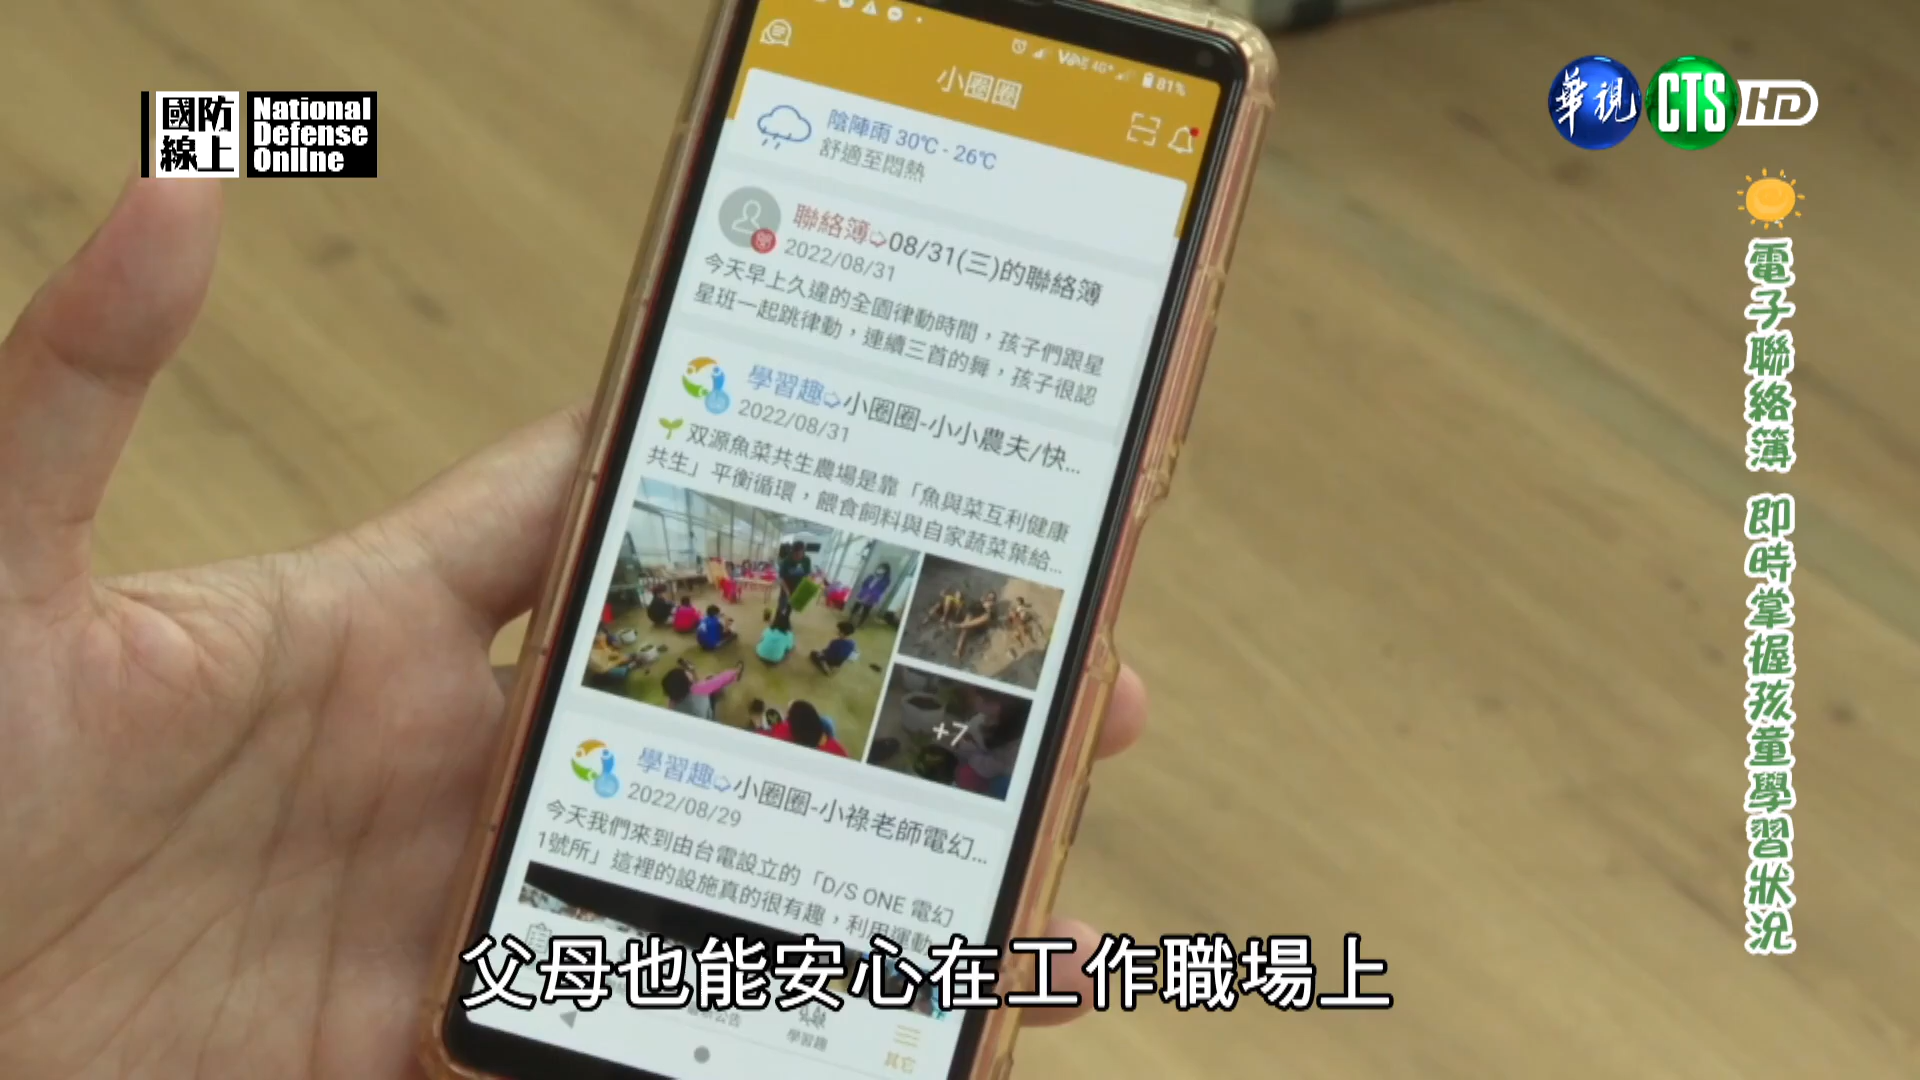 國防線上
National
Defense
Online
華視 CTS HD
電子聯絡簿 即時掌握孩童學習狀況
81%
小圈圈
陰陣雨 30℃ - 26℃
舒適至悶熱
聯絡簿➪08/31(三)的聯絡簿
2022/08/31
今天早上久違的全園律動時間，孩子們跟星
星班一起跳律動，連續三首的舞，孩子很認
學習趣➪小圈圈-小小農夫/快...
2022/08/31
双源魚菜共生農場是靠「魚與菜互利健康
共生」平衡循環，餵食飼料與自家蔬菜葉給...
+7
學習趣➪小圈圈-小祿老師電幻...
2022/08/29
今天我們來到由台電設立的「D/S ONE 電幻
1號所」這裡的設施真的很有趣，利用運動
學習趣
其它
父母也能安心在工作職場上